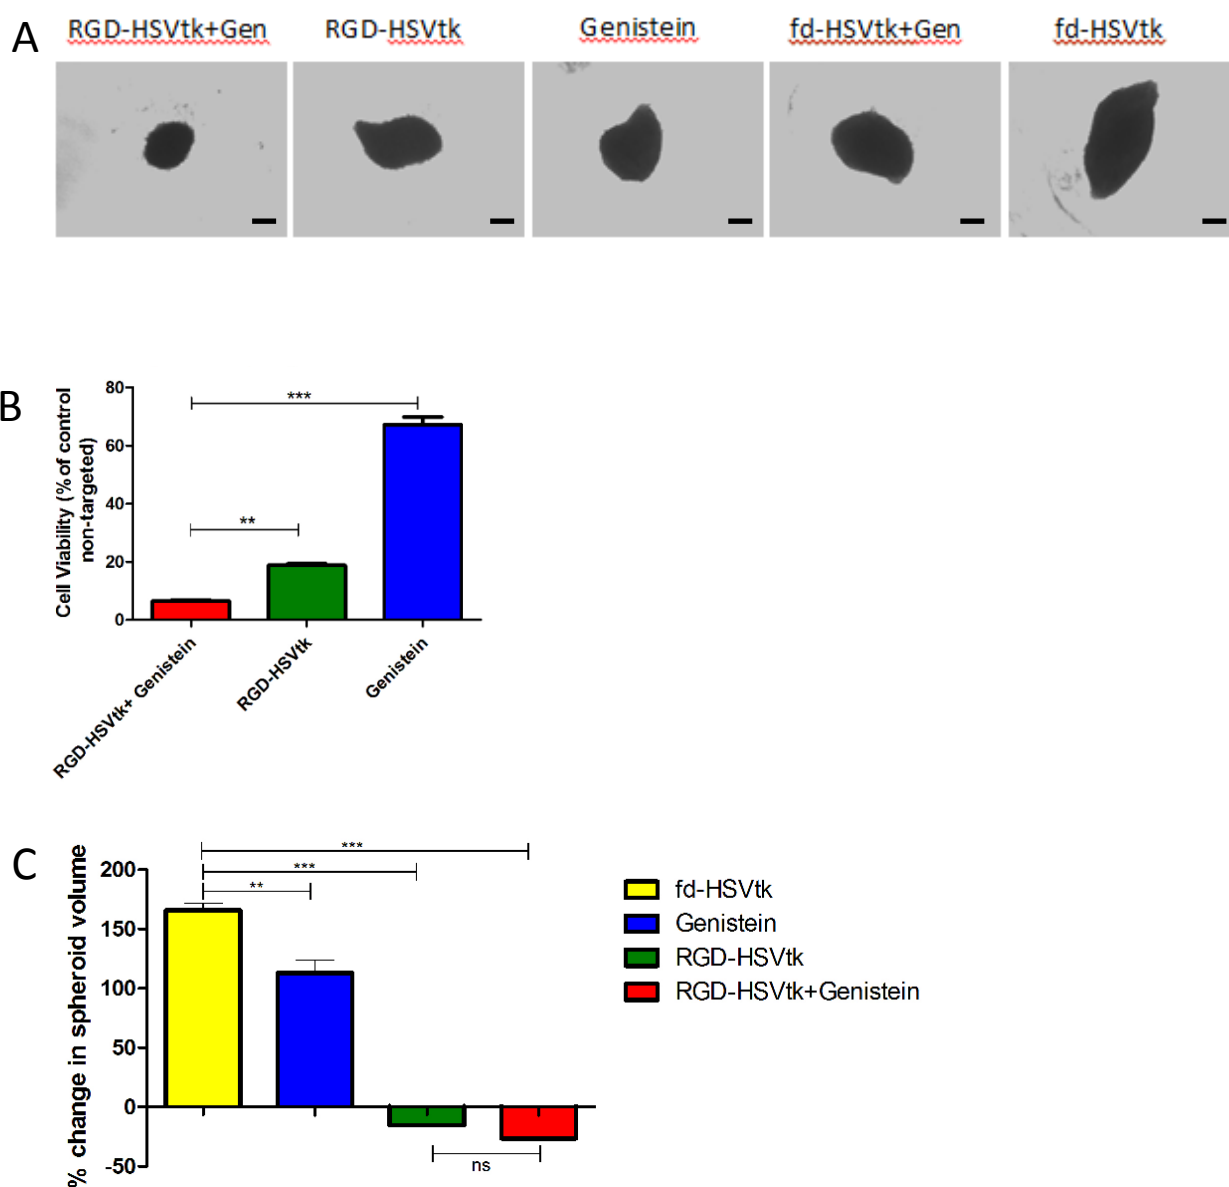 A
RGD-HSVtk+Gen
RGD-HSVtk
Genistein
fd-HSVtk+Gen
fd-HSVtk
B
Cell Viability (% of control
non-targeted)
80
60
40
20
0
***
**
RGD-HSVtk+ Genistein
RGD-HSVtk
Genistein
C
% change in spheroid volume
200
150
100
50
0
-50
***
***
**
ns
fd-HSVtk
Genistein
RGD-HSVtk
RGD-HSVtk+Genistein